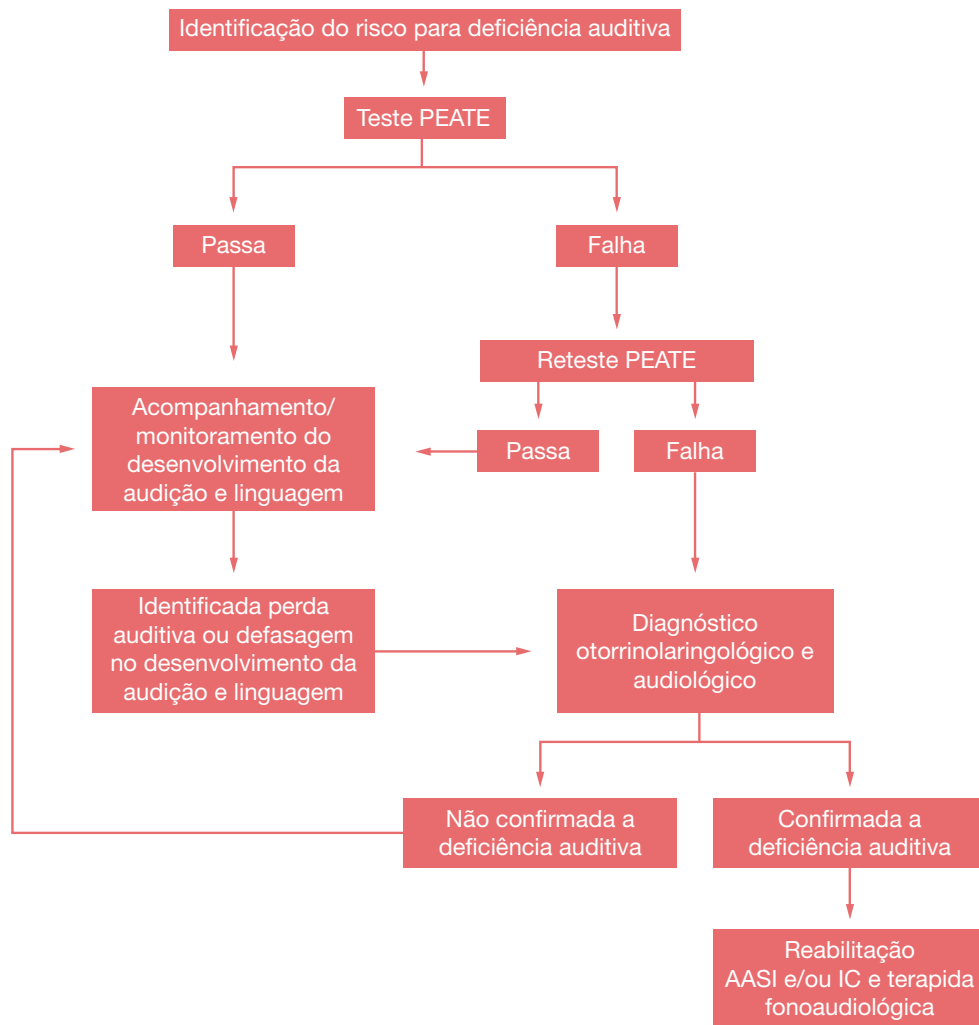 Identificação do risco para deficiência auditiva
Teste PEATE
Passa
Falha
Reteste PEATE
Passa
Falha
Acompanhamento/
monitoramento do
desenvolvimento da
audição e linguagem
Identificada perda
auditiva ou defasagem
no desenvolvimento da
audição e linguagem
Diagnóstico
otorrinolaringológico e
audiológico
Não confirmada a
deficiência auditiva
Confirmada a
deficiência auditiva
Reabilitação
AASI e/ou IC e terapida
fonoaudiológica